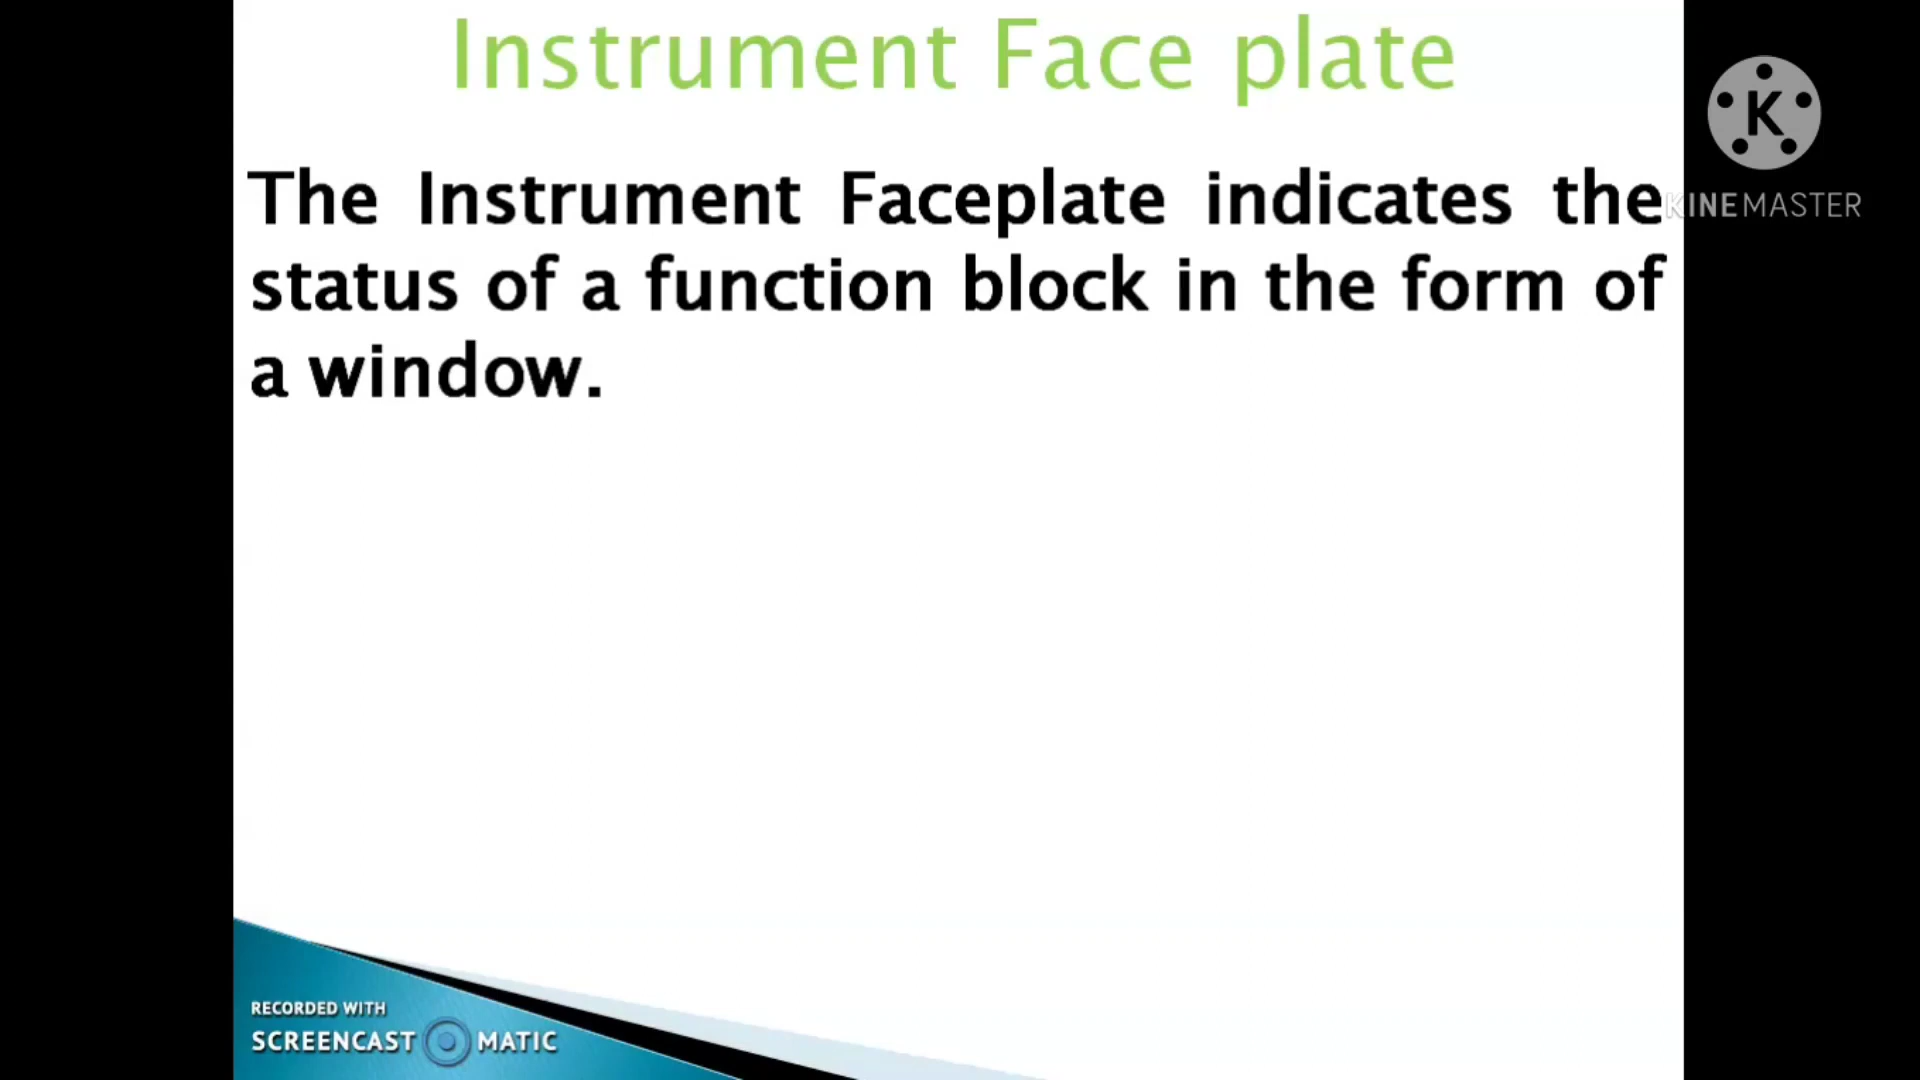 Instrument Face plate
K
KINEMASTER
The Instrument Faceplate indicates the
status of a function block in the form of
a window.
RECORDED WITH
SCREENCAST MATIC